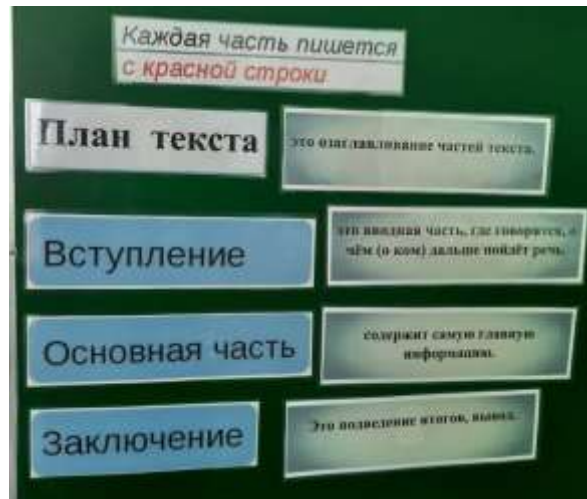 Каждая часть пишется
с красной строки
План текста
это озаглавливание частей текста.
Вступление
это вводная часть, где говорится, о
чём (о ком) дальше пойдёт речь.
Основная часть
содержит самую главную
информацию.
Заключение
Это подведение итогов, вывод.